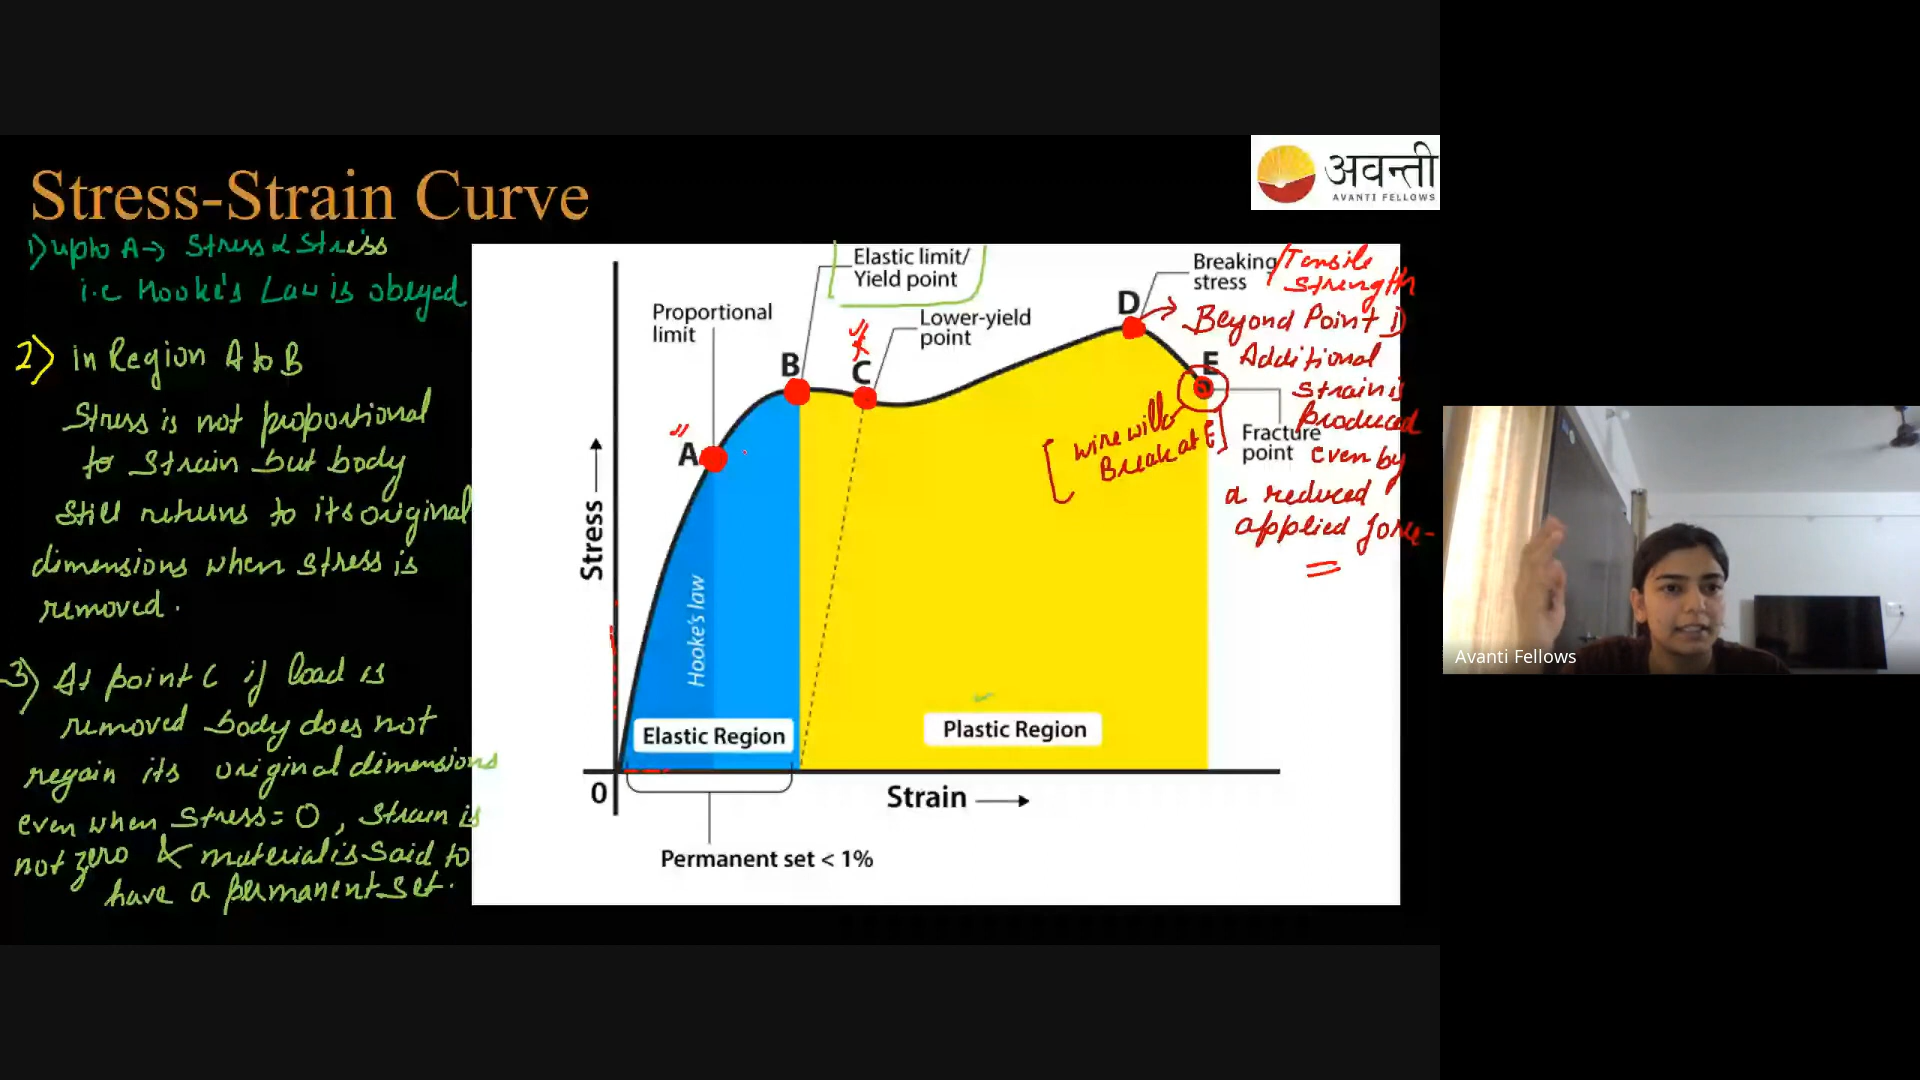 Stress-Strain Curve
अवन्ती
AVANTI FELLOWS
1) upto A→ Stress ∝ Stress
i.e Hooke's Law is obeyed
2) in Region A to B
Stress is not proportional
to strain but body
still returns to its original
dimensions when stress is
removed.
3) At point C if load is
removed body does not
regain its original dimensions
even when stress = 0, strain is
not zero & material is said to
have a permanent set.
Elastic limit/
Yield point
Proportional
limit
Lower-yield
point
Breaking
stress
/Tensile
strength
A
B
C
D
E
Beyond Point D
Additional
strain is
produced
even by
a reduced
applied force-
[wire will
Break at E]
Fracture
point
Stress
Hooke's law
Elastic Region
Plastic Region
0
Strain
Permanent set < 1%
Avanti Fellows